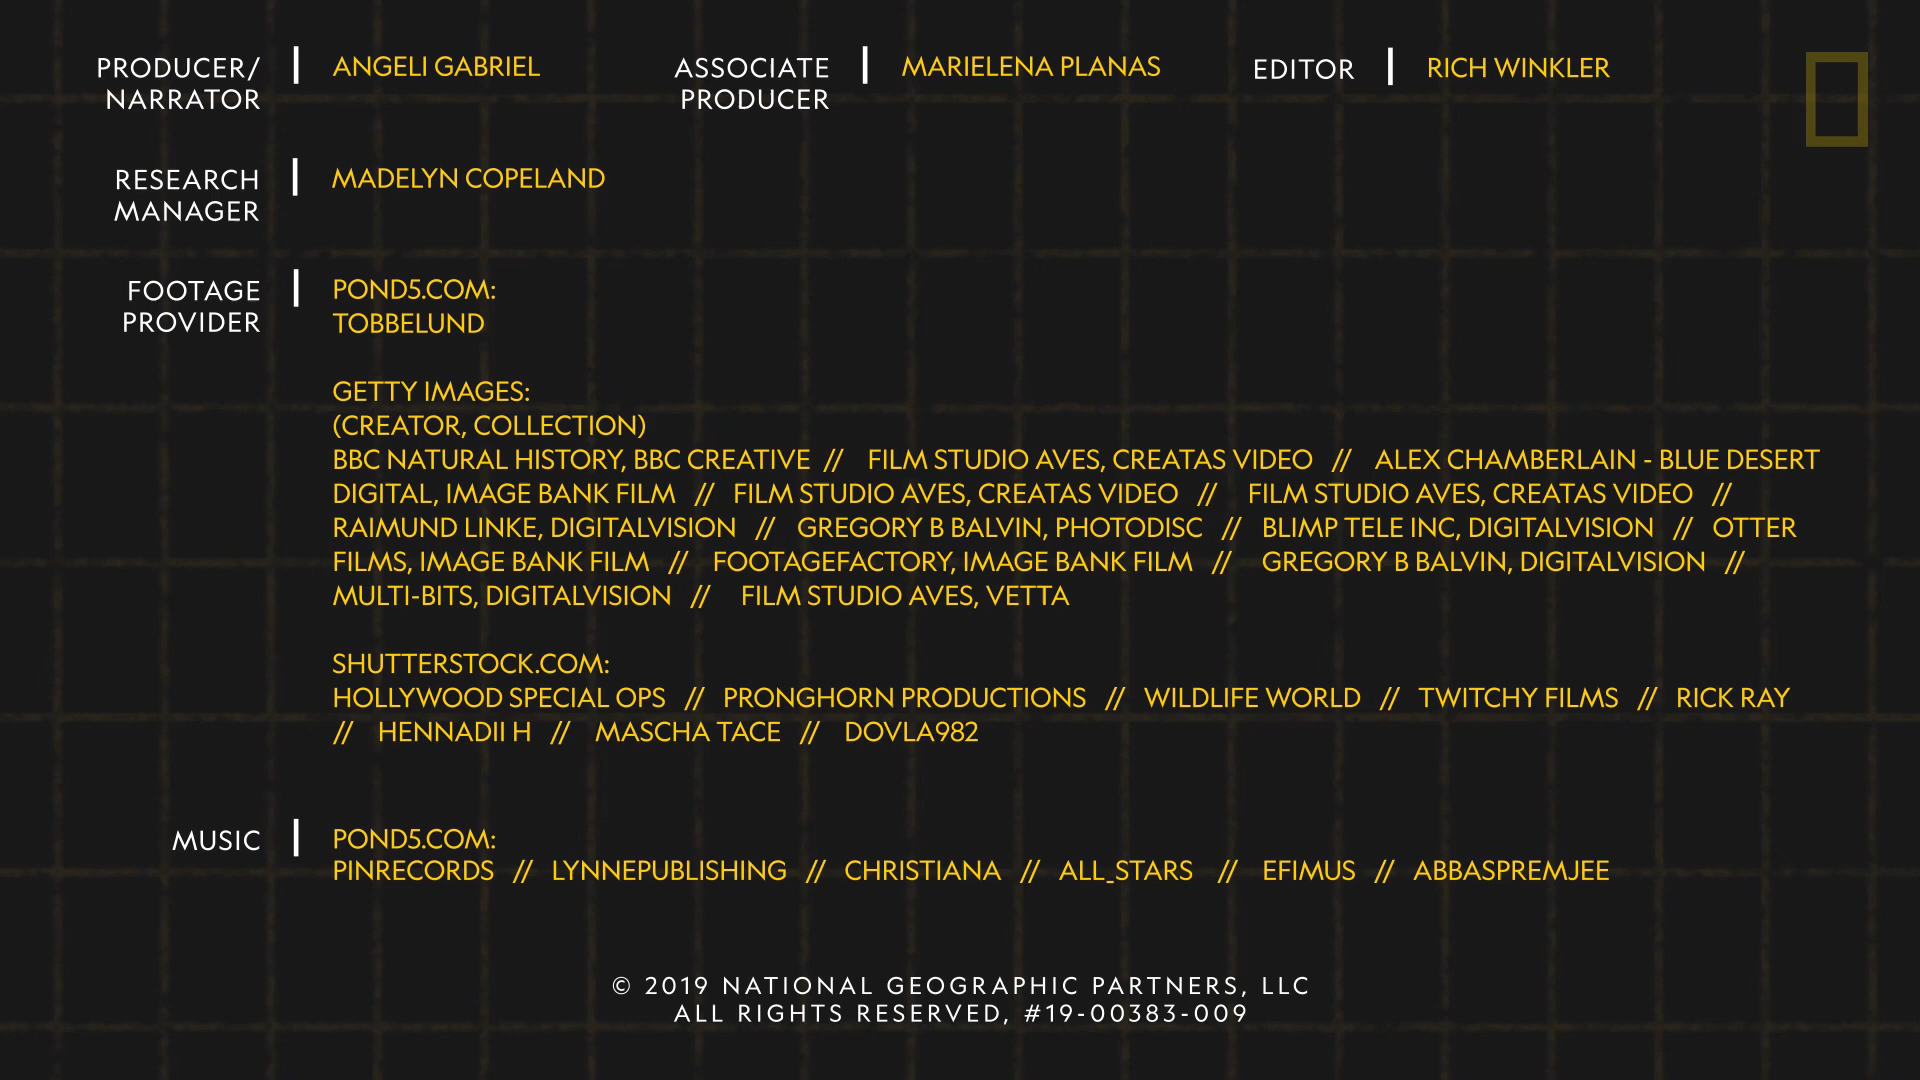 PRODUCER/ NARRATOR | ANGELI GABRIEL
ASSOCIATE PRODUCER | MARIELENA PLANAS
EDITOR | RICH WINKLER
RESEARCH MANAGER | MADELYN COPELAND
FOOTAGE PROVIDER | POND5.COM:
TOBBELUND
GETTY IMAGES:
(CREATOR, COLLECTION)
BBC NATURAL HISTORY, BBC CREATIVE // FILM STUDIO AVES, CREATAS VIDEO // ALEX CHAMBERLAIN - BLUE DESERT
DIGITAL, IMAGE BANK FILM // FILM STUDIO AVES, CREATAS VIDEO // FILM STUDIO AVES, CREATAS VIDEO //
RAIMUND LINKE, DIGITALVISION // GREGORY B BALVIN, PHOTODISC // BLIMP TELE INC, DIGITALVISION // OTTER
FILMS, IMAGE BANK FILM // FOOTAGEFACTORY, IMAGE BANK FILM // GREGORY B BALVIN, DIGITALVISION //
MULTI-BITS, DIGITALVISION // FILM STUDIO AVES, VETTA
SHUTTERSTOCK.COM:
HOLLYWOOD SPECIAL OPS // PRONGHORN PRODUCTIONS // WILDLIFE WORLD // TWITCHY FILMS // RICK RAY
// HENNADII H // MASCHA TACE // DOVLA982
MUSIC | POND5.COM:
PINRECORDS // LYNNEPUBLISHING // CHRISTIANA // ALL_STARS // EFIMUS // ABBASPREMJEE
© 2019 NATIONAL GEOGRAPHIC PARTNERS, LLC
ALL RIGHTS RESERVED, #19-00383-009